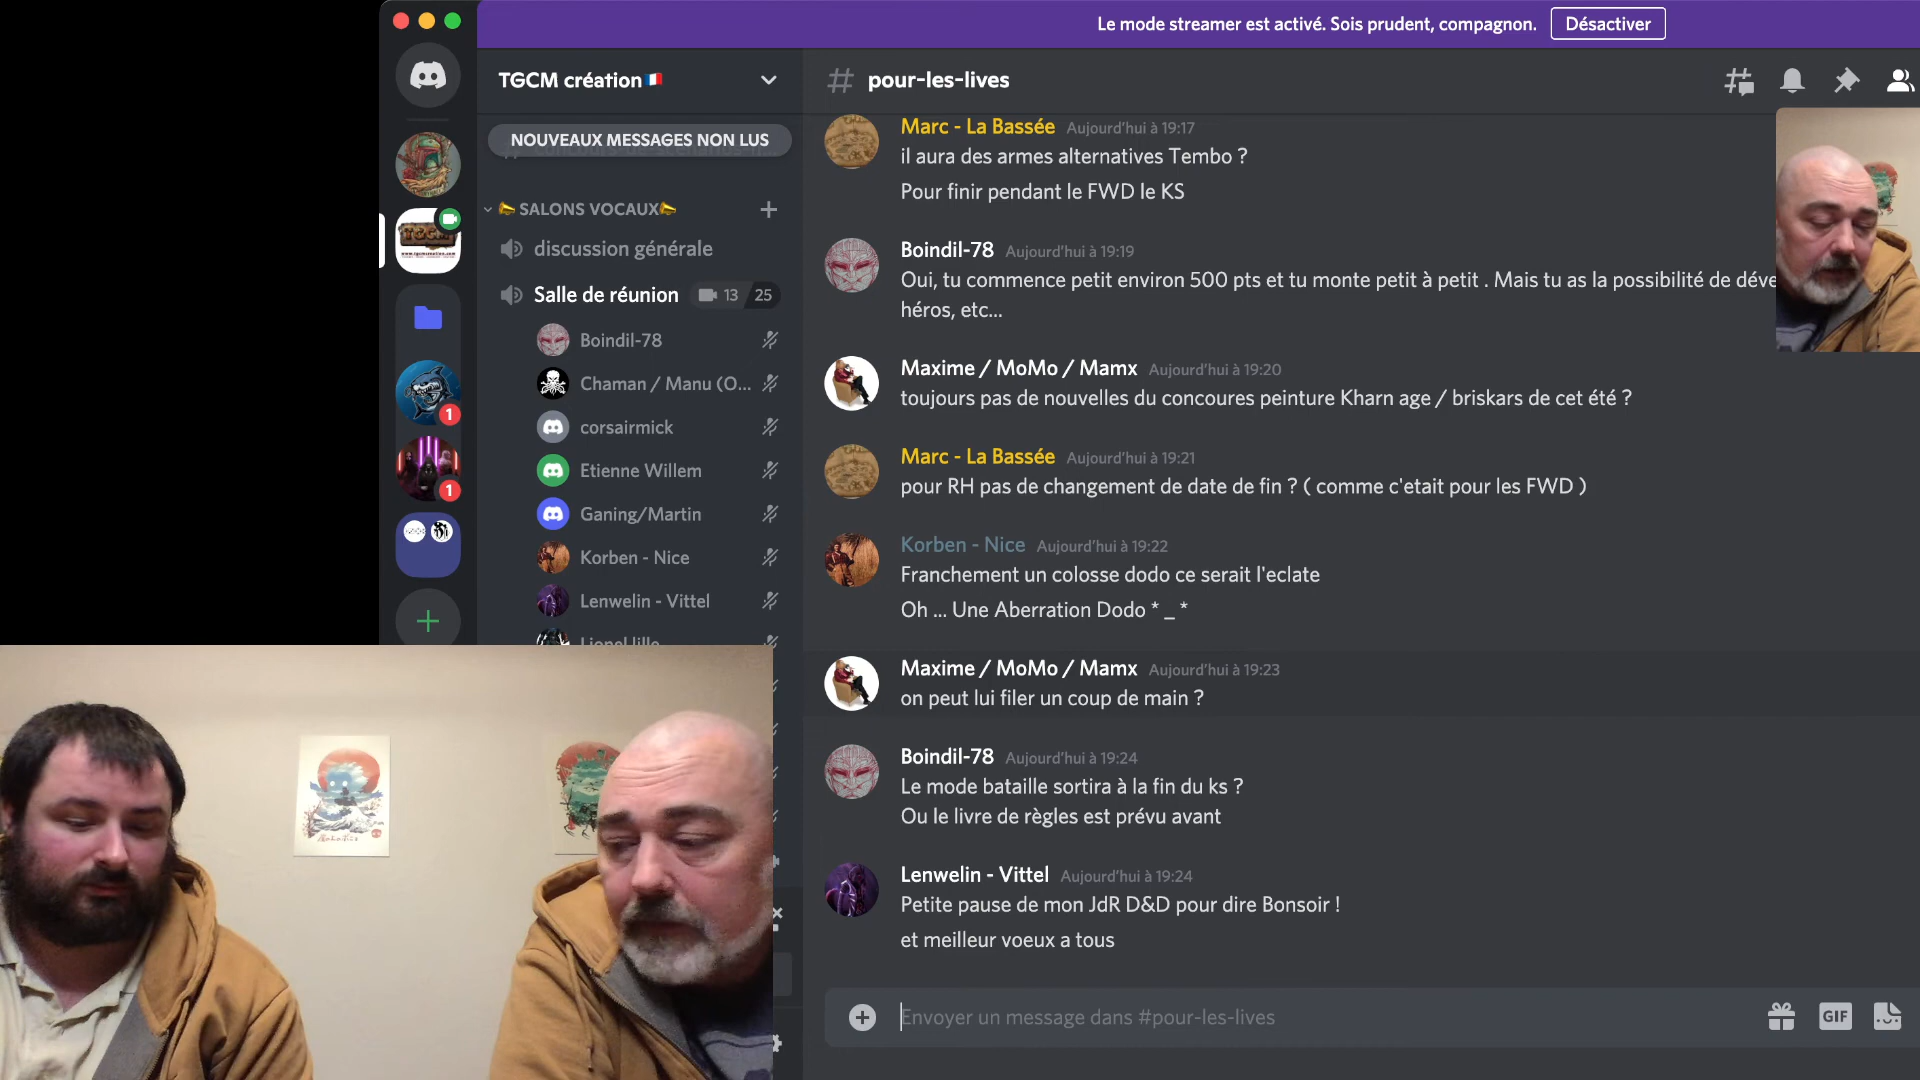 Le mode streamer est activé. Sois prudent, compagnon.
Désactiver
TGCM création
pour-les-lives
NOUVEAUX MESSAGES NON LUS
SALONS VOCAUX
discussion générale
Salle de réunion
13 25
Boindil-78
Chaman / Manu (O...
corsairmick
Etienne Willem
Ganing/Martin
Korben - Nice
Lenwelin - Vittel
1
1
TGCM
Marc - La Bassée Aujourd'hui à 19:17
il aura des armes alternatives Tembo ?
Pour finir pendant le FWD le KS
Boindil-78 Aujourd'hui à 19:19
Oui, tu commence petit environ 500 pts et tu monte petit à petit . Mais tu as la possibilité de déve
héros, etc...
Maxime / MoMo / Mamx Aujourd'hui à 19:20
toujours pas de nouvelles du concoures peinture Kharn age / briskars de cet été ?
Marc - La Bassée Aujourd'hui à 19:21
pour RH pas de changement de date de fin ? ( comme c'etait pour les FWD )
Korben - Nice Aujourd'hui à 19:22
Franchement un colosse dodo ce serait l'eclate
Oh ... Une Aberration Dodo * _ *
Maxime / MoMo / Mamx Aujourd'hui à 19:23
on peut lui filer un coup de main ?
Boindil-78 Aujourd'hui à 19:24
Le mode bataille sortira à la fin du ks ?
Ou le livre de règles est prévu avant
Lenwelin - Vittel Aujourd'hui à 19:24
Petite pause de mon JdR D&D pour dire Bonsoir !
et meilleur voeux a tous
Envoyer un message dans #pour-les-lives
GIF